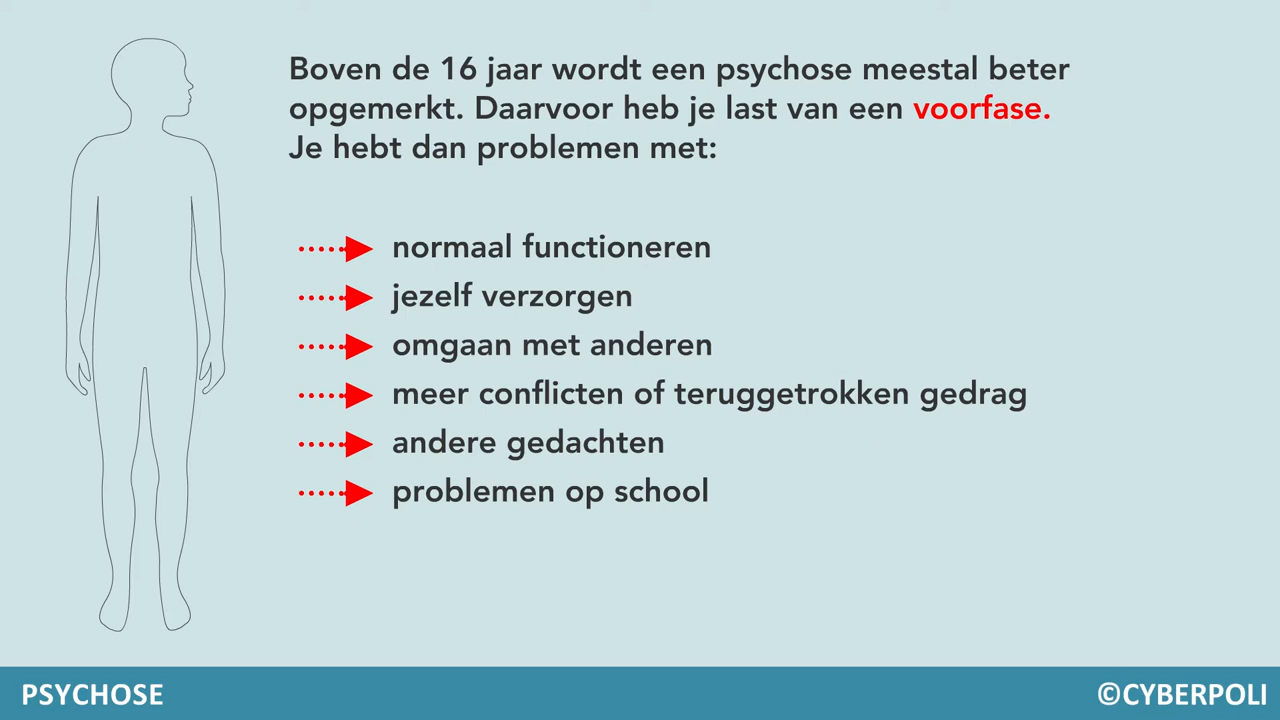 Boven de 16 jaar wordt een psychose meestal beter
opgemerkt. Daarvoor heb je last van een voorfase.
Je hebt dan problemen met:
normaal functioneren
jezelf verzorgen
omgaan met anderen
meer conflicten of teruggetrokken gedrag
andere gedachten
problemen op school
PSYCHOSE
©CYBERPOLI